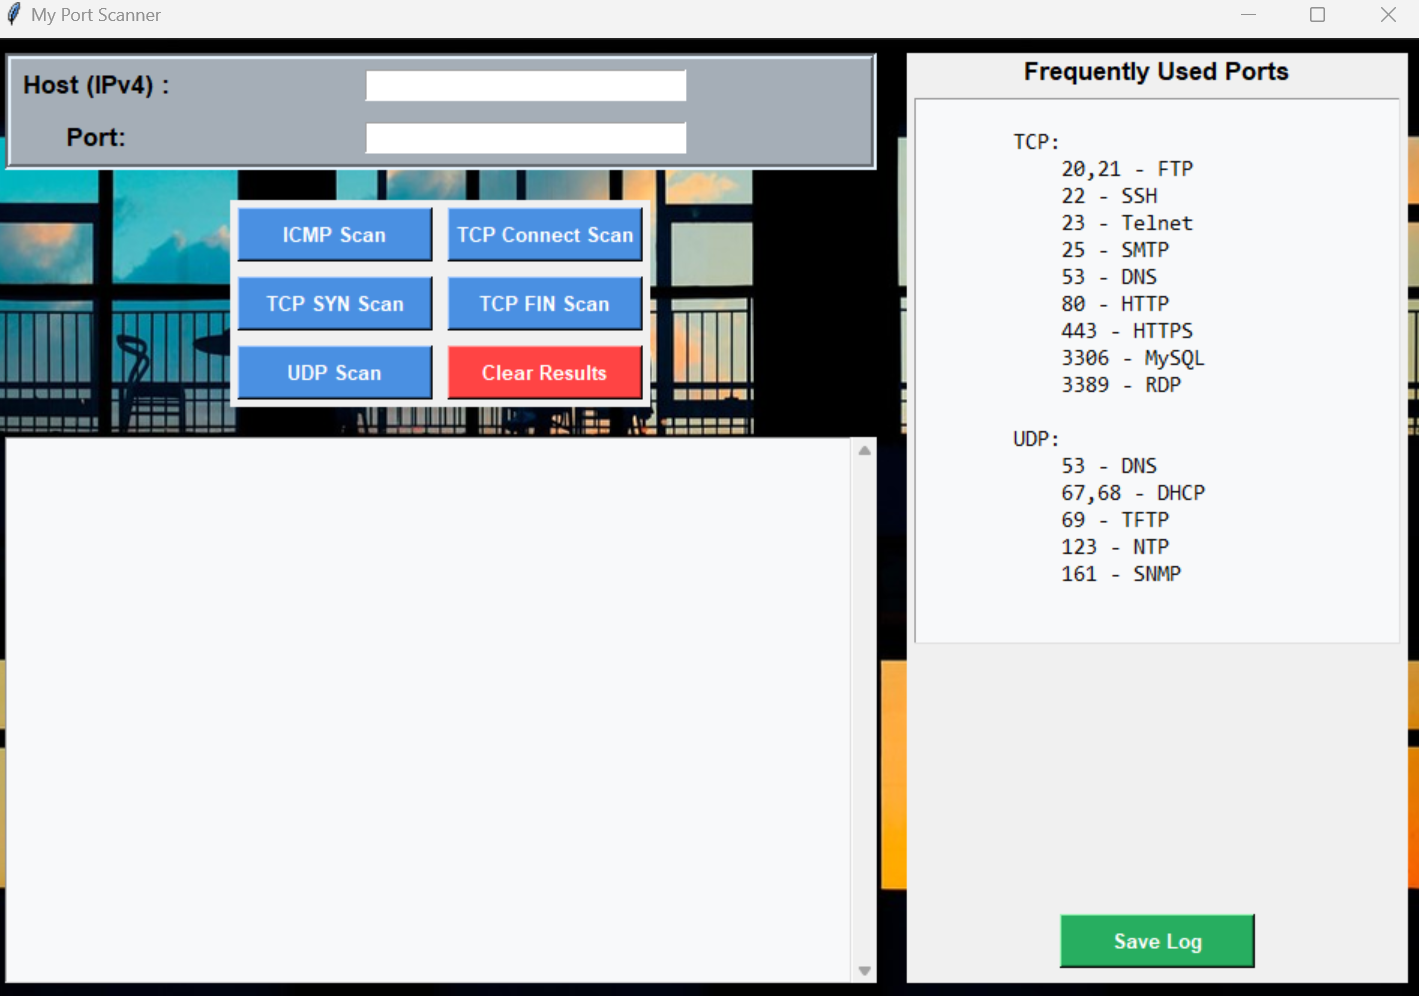 My Port Scanner
Host (IPv4) :
Port:
ICMP Scan
TCP Connect Scan
TCP SYN Scan
TCP FIN Scan
UDP Scan
Clear Results
Frequently Used Ports
TCP:
20,21 - FTP
22 - SSH
23 - Telnet
25 - SMTP
53 - DNS
80 - HTTP
443 - HTTPS
3306 - MySQL
3389 - RDP
UDP:
53 - DNS
67,68 - DHCP
69 - TFTP
123 - NTP
161 - SNMP
Save Log